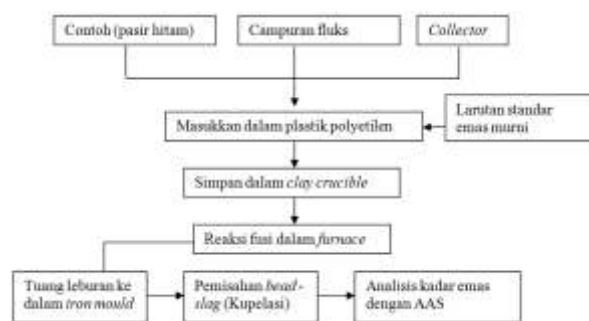 Contoh (pasir hitam)
Campuran fluks
Collector
Masukkan dalam plastik polyetilen
Larutan standar
emas murni
Simpan dalam clay crucible
Reaksi fusi dalam furnace
Tuang leburan ke
dalam iron mould
Pemisahan bead -
slag (Kupelasi)
Analisis kadar emas
dengan AAS